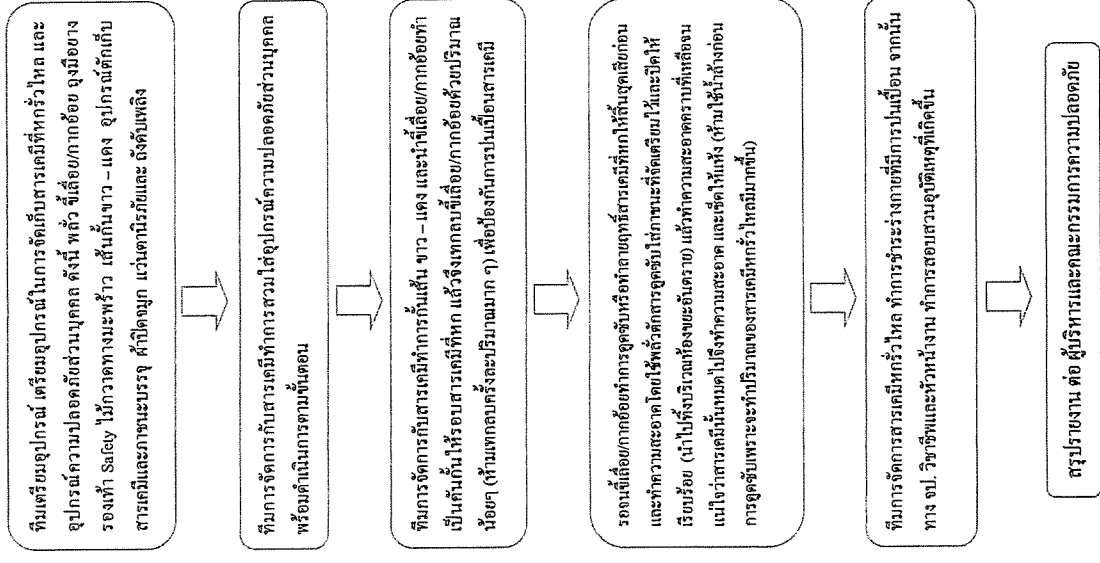 ทีมเตรียมอุปกรณ์ เตรียมอุปกรณ์ในการจัดเก็บสารเคมีที่หกรั่วไหล และ
อุปกรณ์ความปลอดภัยส่วนบุคคล ดังนี้ พลั่ว ขี้เลื่อย/กากอ้อย ถุงมือยาง
รองเท้า Safety ไม้กวาดทางมะพร้าว เส้นกั้นขาว – แดง อุปกรณ์ตักเก็บ
สารเคมีและภาชนะบรรจุ ผ้าปิดจมูก แว่นตานิรภัยและ ถังดับเพลิง
ทีมการจัดการกับสารเคมีทำการสวมใส่อุปกรณ์ความปลอดภัยส่วนบุคคล
พร้อมดำเนินการตามขั้นตอน
ทีมการจัดการกับสารเคมีทำการกั้นเส้น ขาว – แดง และนำขี้เลื่อย/กากอ้อยทำ
เป็นคันกั้นให้รอบสารเคมีที่หก แล้วจึงเทกลบขี้เลื่อย/กากอ้อยด้วยปริมาณ
น้อยๆ (ห้ามเทกลบครั้งละปริมาณมาก ๆ) เพื่อป้องกันการปนเปื้อนสารเคมี
รอจนขี้เลื่อย/กากอ้อยทำการดูดซับหรือทำลายฤทธิ์สารเคมีที่หกให้สิ้นสุดเสียก่อน
และทำความสะอาดโดยใช้พลั่วตักสารการดูดซับใส่ภาชนะที่จัดเตรียมไว้และปิดให้
เรียบร้อย (นำไปทิ้งบริเวณห้องขยะอันตราย) แล้วทำความสะอาดคราบที่เหลือจน
แน่ใจว่าสารเคมีนั้นหมดไปจึงทำความสะอาด และเช็ดให้แห้ง (ห้ามใช้น้ำล้างก่อน
การดูดซับเพราะจะทำปริมาณของสารเคมีหกรั่วไหลมีมากขึ้น)
ทีมการจัดการสารเคมีหกรั่วไหล ทำการชำระร่างกายที่มีการปนเปื้อน จากนั้น
ทาง จป. วิชาชีพและหัวหน้างาน ทำการสอบสวนอุบัติเหตุที่เกิดขึ้น
สรุปรายงาน ต่อ ผู้บริหารและคณะกรรมการความปลอดภัย